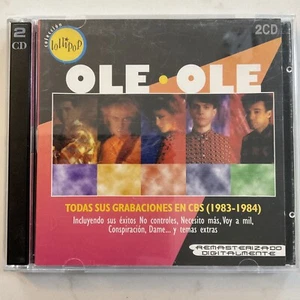 2
CD
colección
lollipop
2CD
OLE · OLE
TODAS SUS GRABACIONES EN CBS (1983-1984)
Incluyendo sus éxitos No controles, Necesito más, Voy a mil,
Conspiración, Dame... y temas extras
REMASTERIZADO
DIGITALMENTE